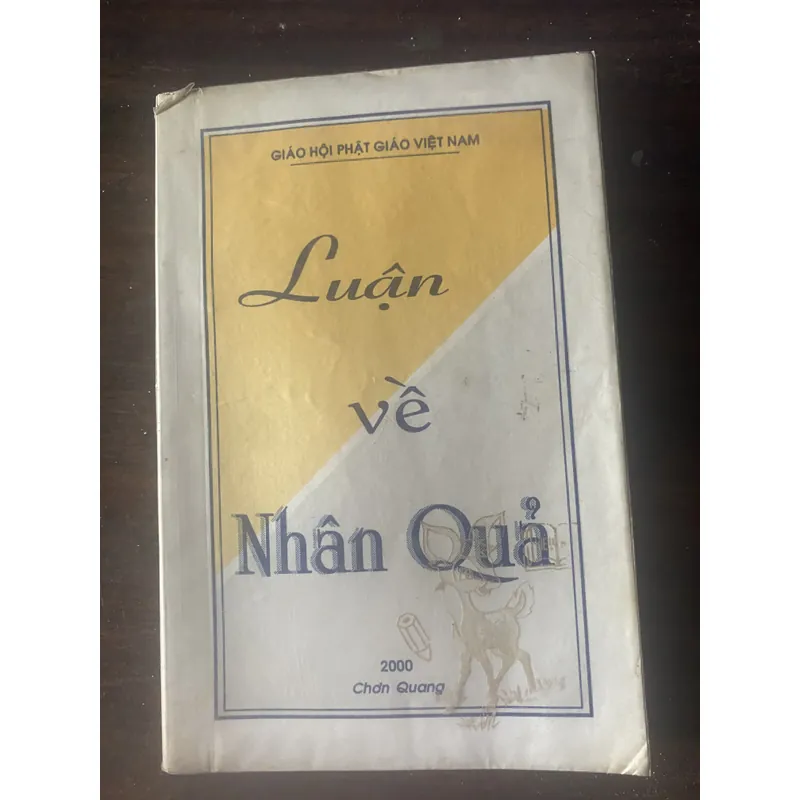 GIÁO HỘI PHẬT GIÁO VIỆT NAM
Luận
về
Nhân Quả
2000
Chơn Quang